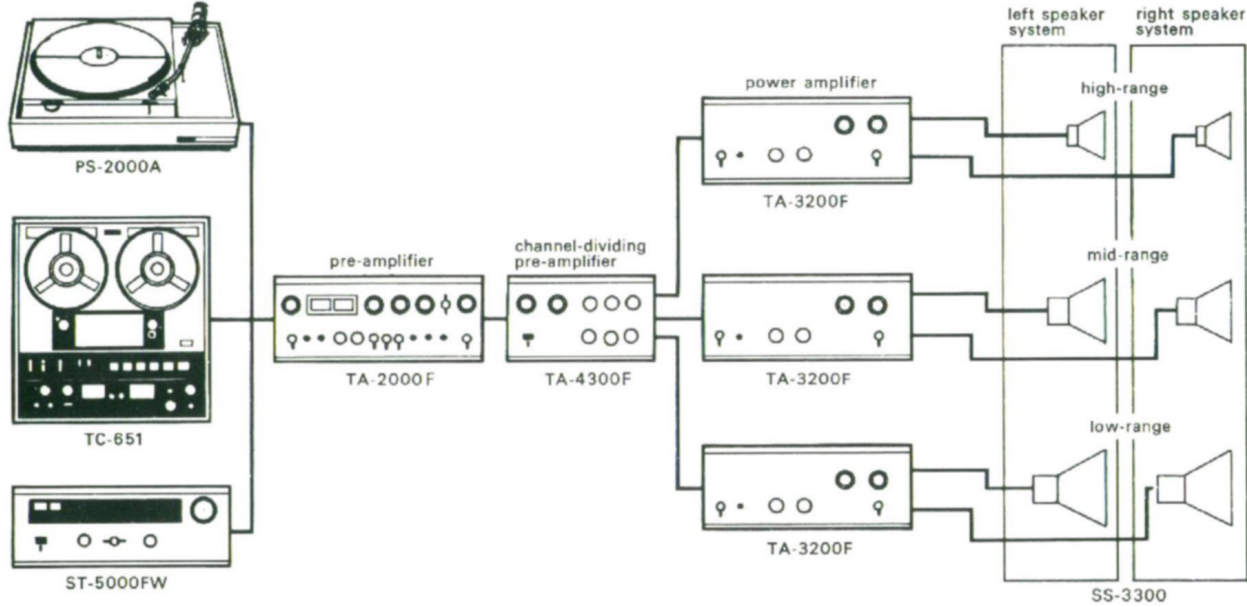 left speaker
system
right speaker
system
power amplifier
high-range
PS-2000A
TA-3200F
channel-dividing
pre-amplifier
pre-amplifier
mid-range
TA-2000F
TA-4300F
TA-3200F
TC-651
low-range
TA-3200F
ST-5000FW
SS-3300